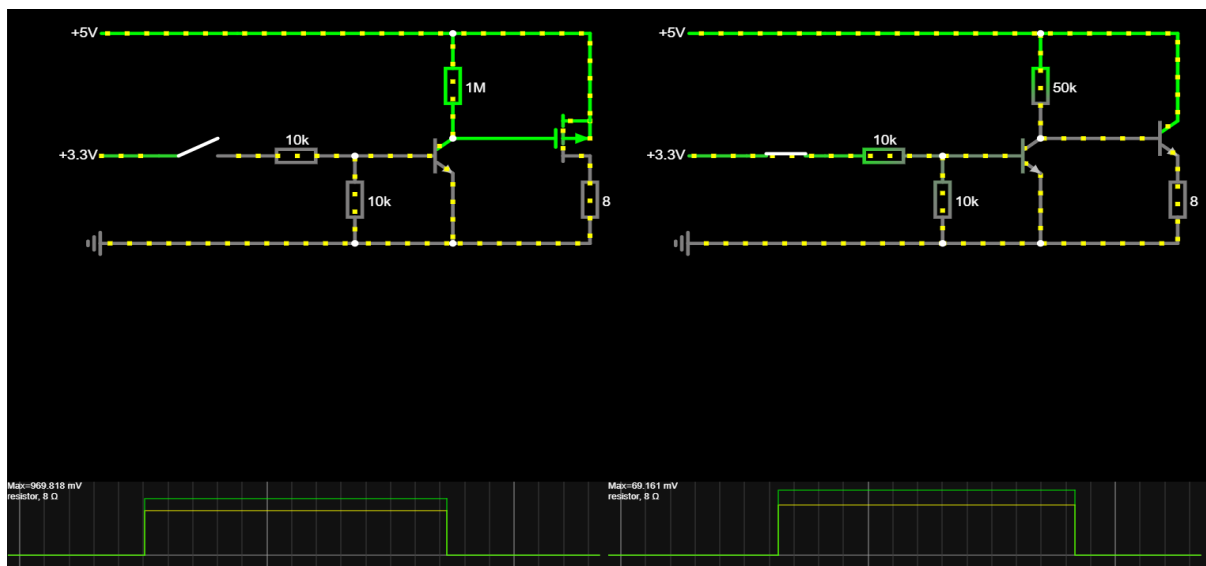 +5V
1M
10k
+3.3V
10k
8
+5V
50k
10k
+3.3V
10k
8
Max=969.818 mV
resistor, 8 Ω
Max=69.161 mV
resistor, 8 Ω